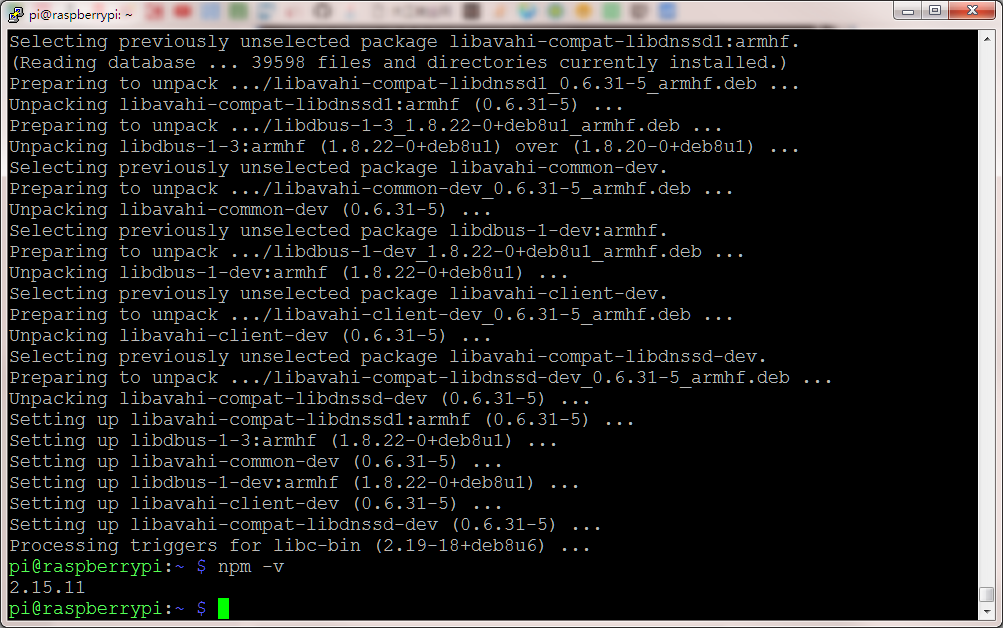 pi@raspberrypi: ~
Selecting previously unselected package libavahi-compat-libdnssd1:armhf.
(Reading database ... 39598 files and directories currently installed.)
Preparing to unpack .../libavahi-compat-libdnssd1_0.6.31-5_armhf.deb ...
Unpacking libavahi-compat-libdnssd1:armhf (0.6.31-5) ...
Preparing to unpack .../libdbus-1-3_1.8.22-0+deb8u1_armhf.deb ...
Unpacking libdbus-1-3:armhf (1.8.22-0+deb8u1) over (1.8.20-0+deb8u1) ...
Selecting previously unselected package libavahi-common-dev.
Preparing to unpack .../libavahi-common-dev_0.6.31-5_armhf.deb ...
Unpacking libavahi-common-dev (0.6.31-5) ...
Selecting previously unselected package libdbus-1-dev:armhf.
Preparing to unpack .../libdbus-1-dev_1.8.22-0+deb8u1_armhf.deb ...
Unpacking libdbus-1-dev:armhf (1.8.22-0+deb8u1) ...
Selecting previously unselected package libavahi-client-dev.
Preparing to unpack .../libavahi-client-dev_0.6.31-5_armhf.deb ...
Unpacking libavahi-client-dev (0.6.31-5) ...
Selecting previously unselected package libavahi-compat-libdnssd-dev.
Preparing to unpack .../libavahi-compat-libdnssd-dev_0.6.31-5_armhf.deb ...
Unpacking libavahi-compat-libdnssd-dev (0.6.31-5) ...
Setting up libavahi-compat-libdnssd1:armhf (0.6.31-5) ...
Setting up libdbus-1-3:armhf (1.8.22-0+deb8u1) ...
Setting up libavahi-common-dev (0.6.31-5) ...
Setting up libdbus-1-dev:armhf (1.8.22-0+deb8u1) ...
Setting up libavahi-client-dev (0.6.31-5) ...
Setting up libavahi-compat-libdnssd-dev (0.6.31-5) ...
Processing triggers for libc-bin (2.19-18+deb8u6) ...
pi@raspberrypi:~ $ npm -v
2.15.11
pi@raspberrypi:~ $